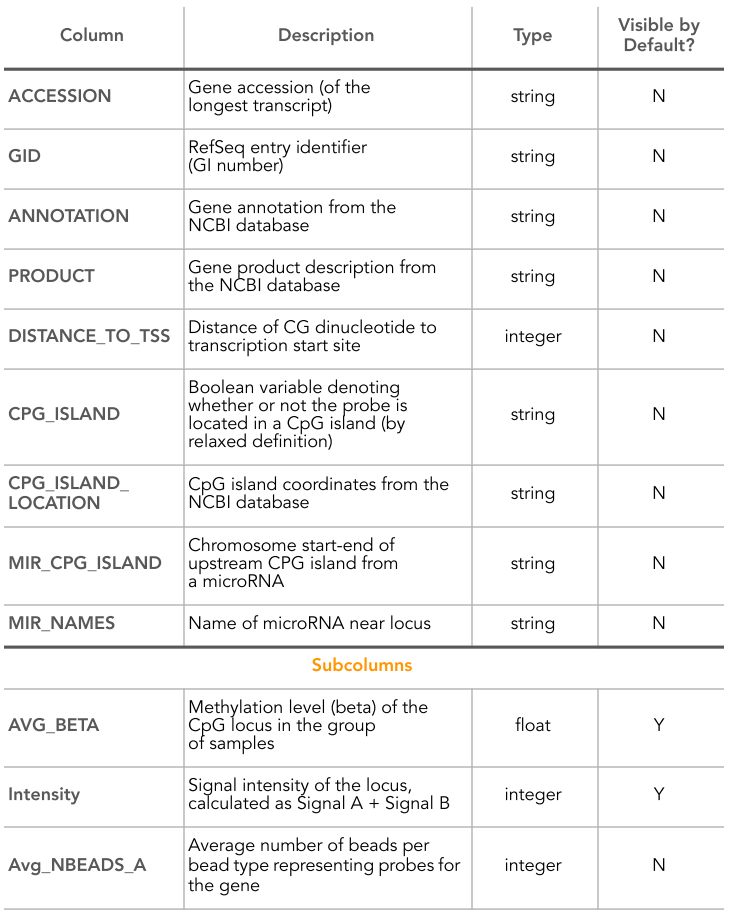 Column
Description
Type
Visible by
Default?
ACCESSION
Gene accession (of the
longest transcript)
string
N
GID
RefSeq entry identifier
(GI number)
string
N
ANNOTATION
Gene annotation from the
NCBI database
string
N
PRODUCT
Gene product description from
the NCBI database
string
N
DISTANCE_TO_TSS
Distance of CG dinucleotide to
transcription start site
integer
N
CPG_ISLAND
Boolean variable denoting
whether or not the probe is
located in a CpG island (by
relaxed definition)
string
N
CPG_ISLAND_
LOCATION
CpG island coordinates from the
NCBI database
string
N
MIR_CPG_ISLAND
Chromosome start-end of
upstream CPG island from
a microRNA
string
N
MIR_NAMES
Name of microRNA near locus
string
N
Subcolumns
AVG_BETA
Methylation level (beta) of the
CpG locus in the group
of samples
float
Y
Intensity
Signal intensity of the locus,
calculated as Signal A + Signal B
integer
Y
Avg_NBEADS_A
Average number of beads per
bead type representing probes for
the gene
integer
N